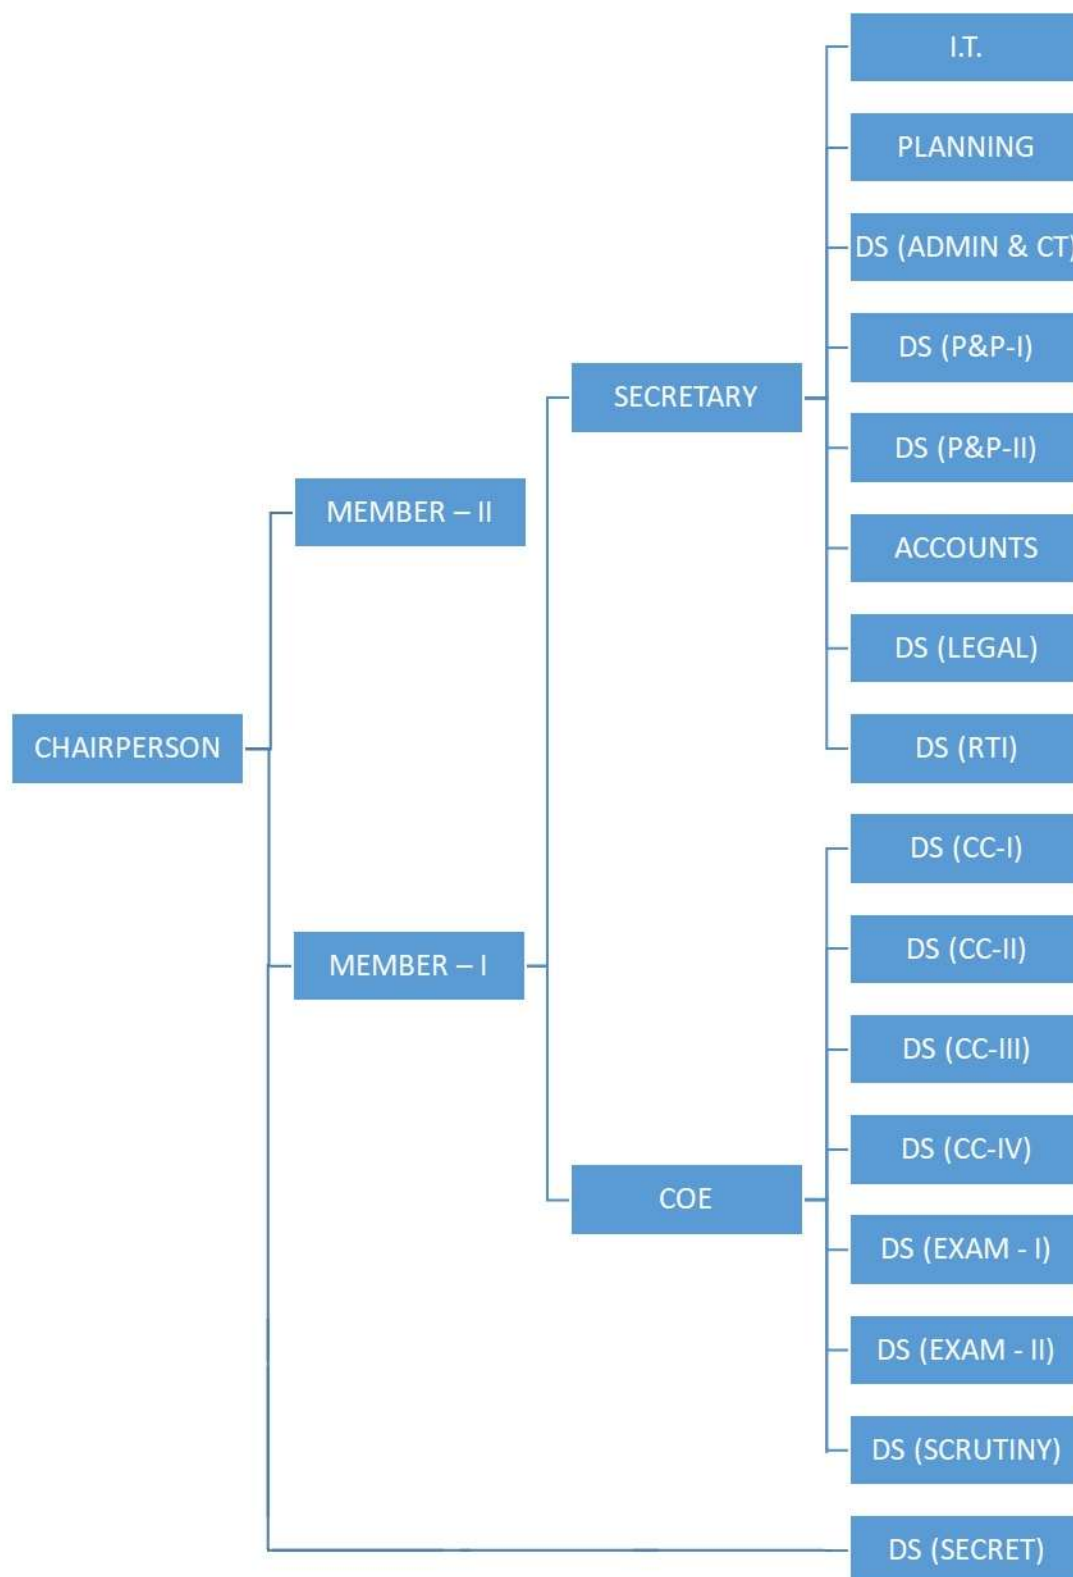 CHAIRPERSON
MEMBER – II
MEMBER – I
SECRETARY
COE
I.T.
PLANNING
DS (ADMIN & CT)
DS (P&P-I)
DS (P&P-II)
ACCOUNTS
DS (LEGAL)
DS (RTI)
DS (CC-I)
DS (CC-II)
DS (CC-III)
DS (CC-IV)
DS (EXAM - I)
DS (EXAM - II)
DS (SCRUTINY)
DS (SECRET)